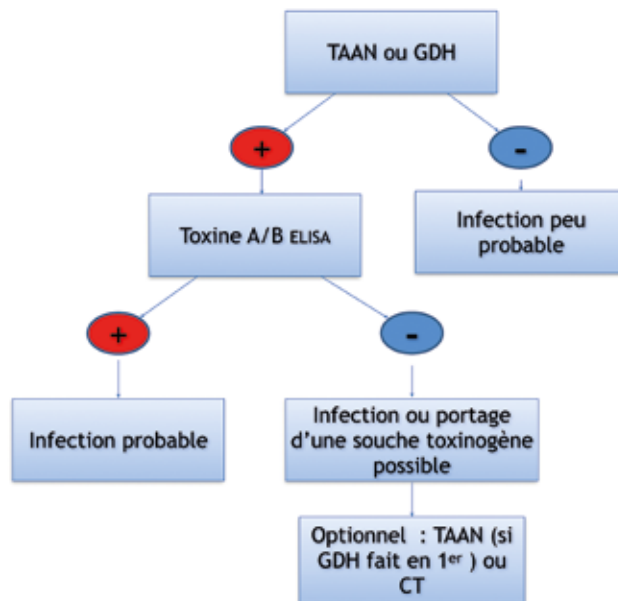 TAAN ou GDH
+
-
Toxine A/B ELISA
Infection peu
probable
+
-
Infection probable
Infection ou portage
d'une souche toxinogène
possible
Optionnel : TAAN (si
GDH fait en 1er ) ou
CT